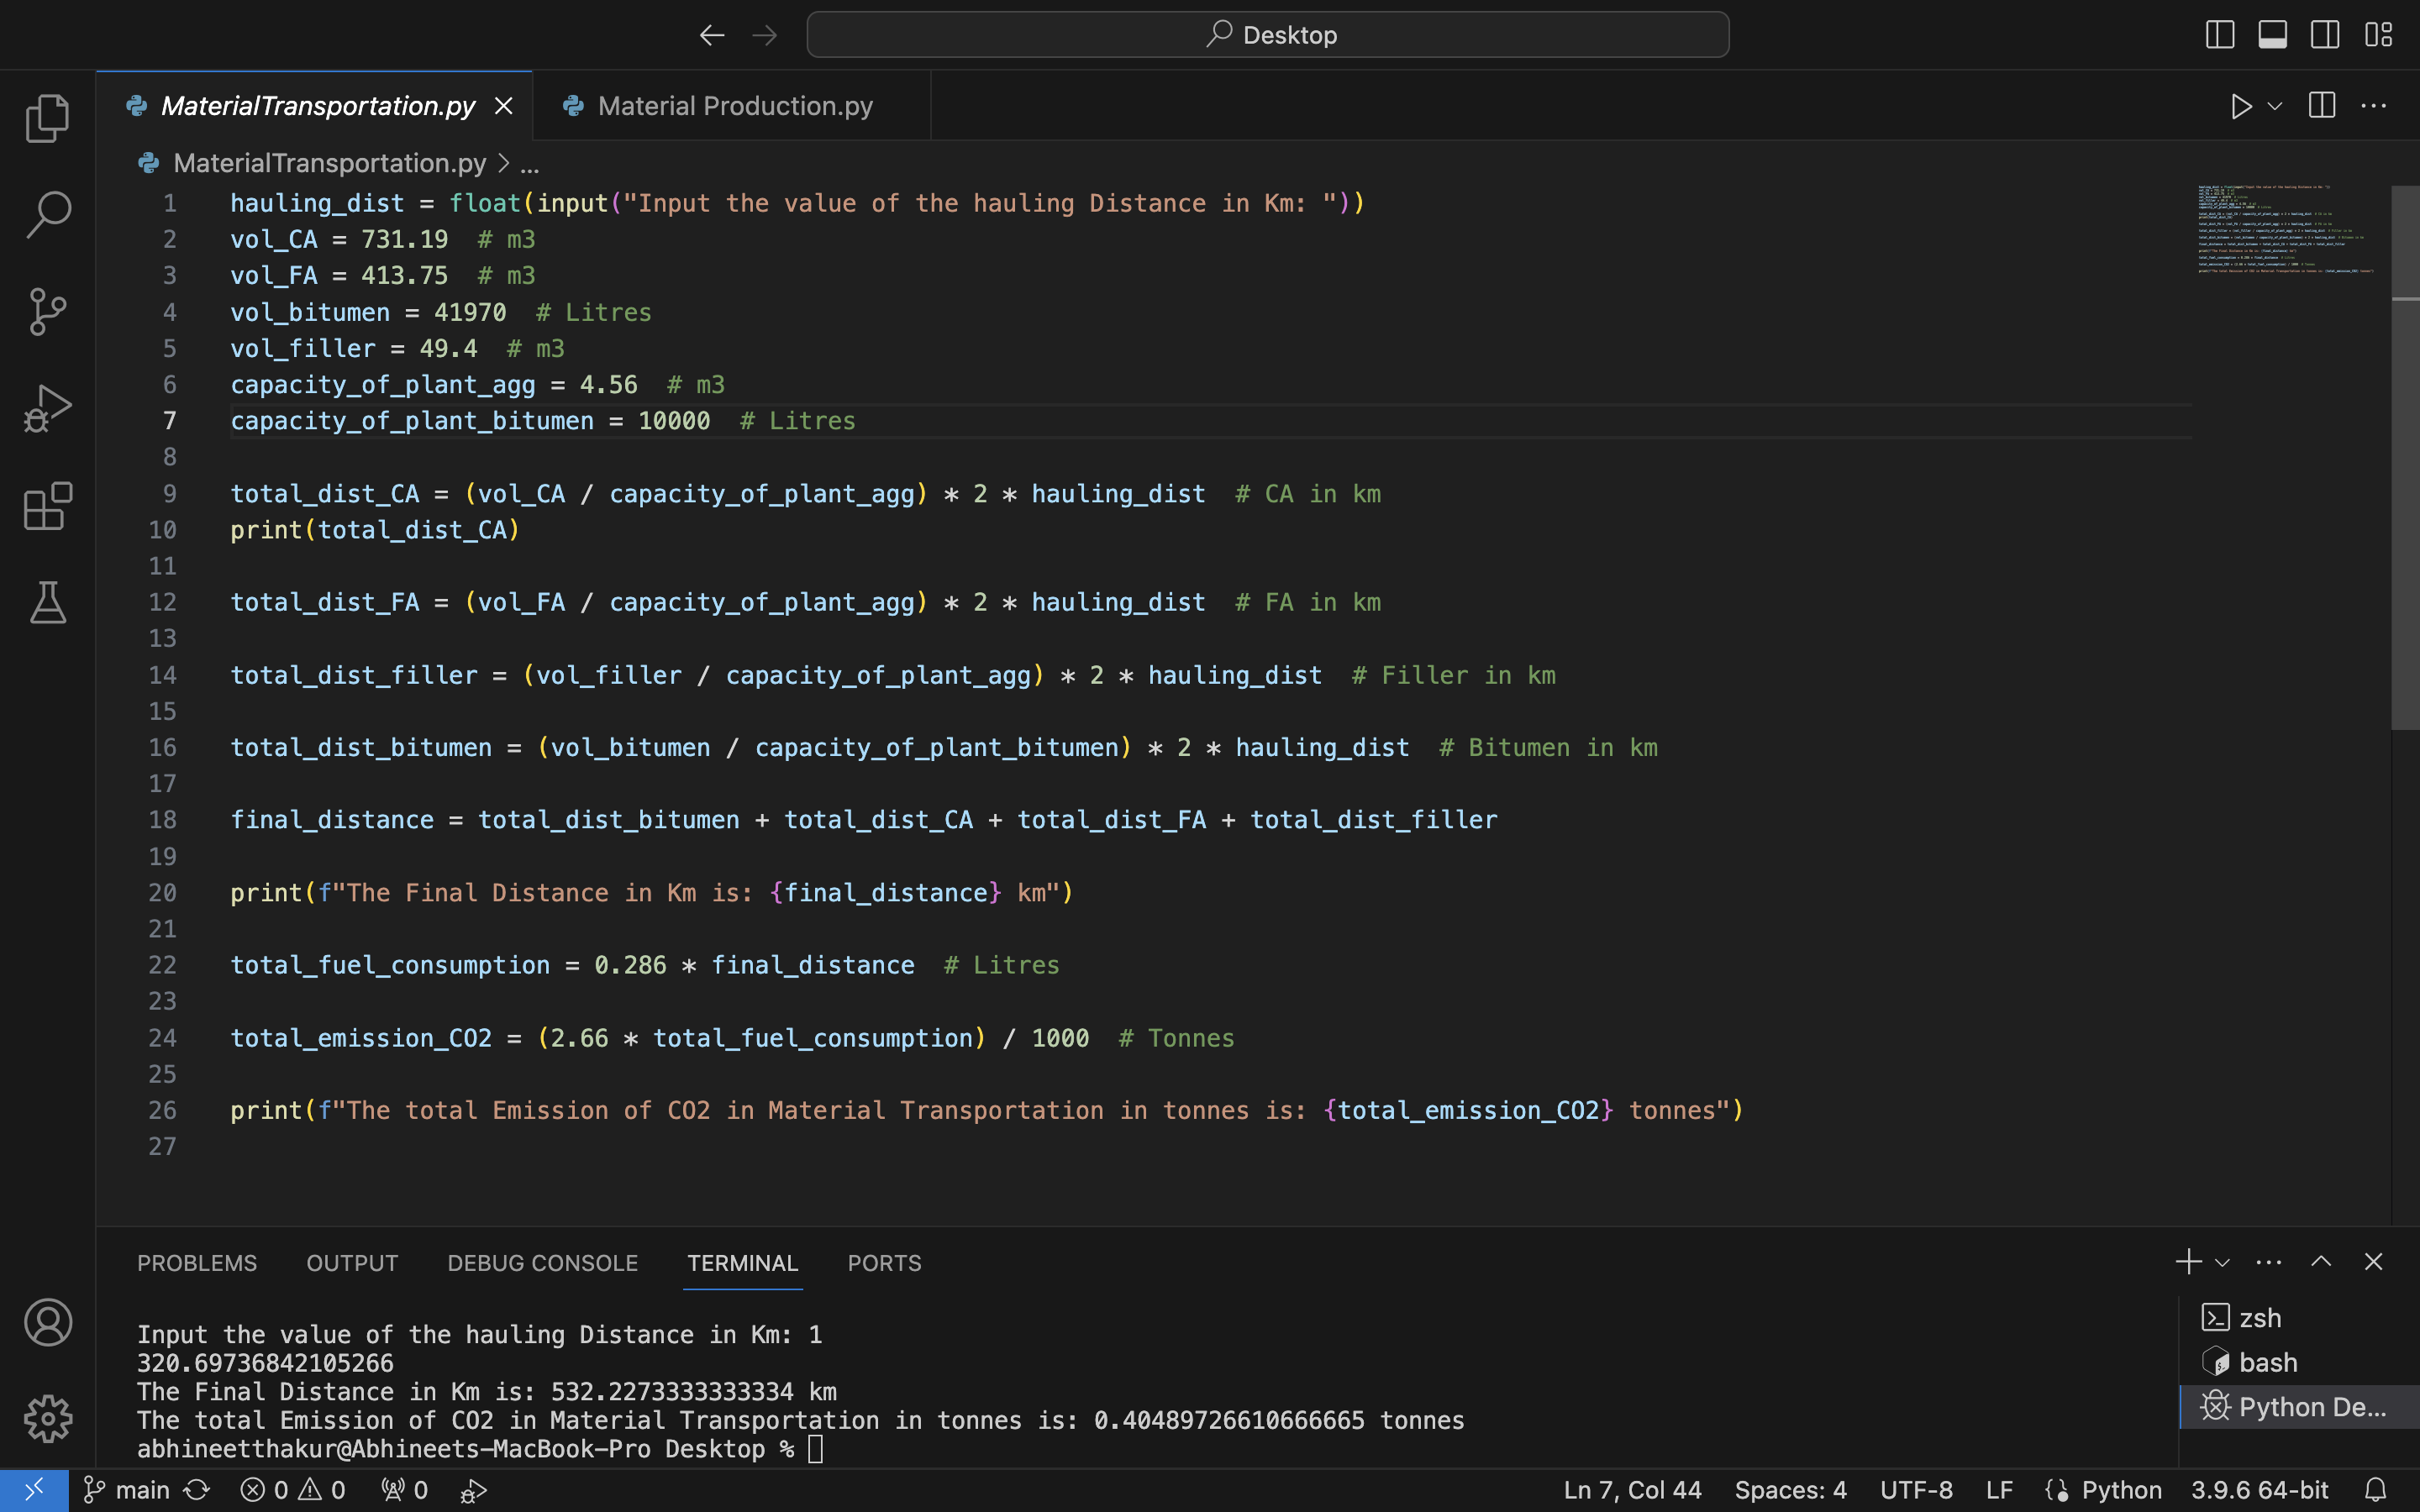 Desktop
MaterialTransportation.py
Material Production.py
MaterialTransportation.py > ...
1 hauling_dist = float(input("Input the value of the hauling Distance in Km: "))
2 vol_CA = 731.19  # m3
3 vol_FA = 413.75  # m3
4 vol_bitumen = 41970  # Litres
5 vol_filler = 49.4  # m3
6 capacity_of_plant_agg = 4.56  # m3
7 capacity_of_plant_bitumen = 10000  # Litres
8
9 total_dist_CA = (vol_CA / capacity_of_plant_agg) * 2 * hauling_dist  # CA in km
10 print(total_dist_CA)
11
12 total_dist_FA = (vol_FA / capacity_of_plant_agg) * 2 * hauling_dist  # FA in km
13
14 total_dist_filler = (vol_filler / capacity_of_plant_agg) * 2 * hauling_dist  # Filler in km
15
16 total_dist_bitumen = (vol_bitumen / capacity_of_plant_bitumen) * 2 * hauling_dist  # Bitumen in km
17
18 final_distance = total_dist_bitumen + total_dist_CA + total_dist_FA + total_dist_filler
19
20 print(f"The Final Distance in Km is: {final_distance} km")
21
22 total_fuel_consumption = 0.286 * final_distance  # Litres
23
24 total_emission_CO2 = (2.66 * total_fuel_consumption) / 1000  # Tonnes
25
26 print(f"The total Emission of CO2 in Material Transportation in tonnes is: {total_emission_CO2} tonnes")
27
PROBLEMS OUTPUT DEBUG CONSOLE TERMINAL PORTS
Input the value of the hauling Distance in Km: 1
320.69736842105266
The Final Distance in Km is: 532.2273333333334 km
The total Emission of CO2 in Material Transportation in tonnes is: 0.40489726610666665 tonnes
abhineetthakur@Abhineets-MacBook-Pro Desktop %
zsh
bash
Python De...
main 0 0 0 Ln 7, Col 44 Spaces: 4 UTF-8 LF Python 3.9.6 64-bit